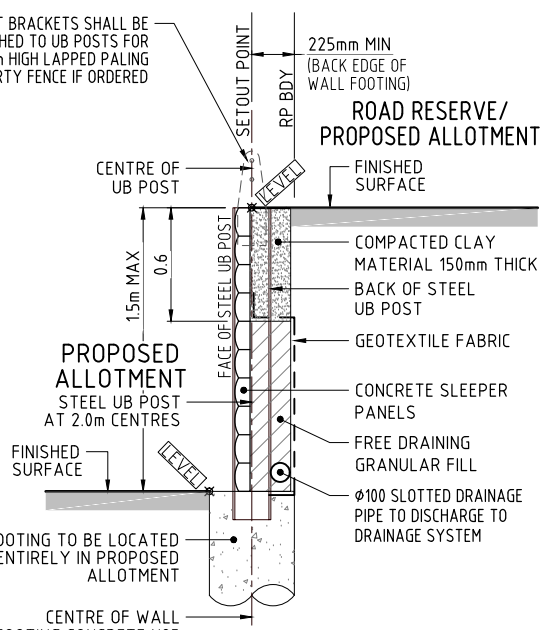 BRACKETS SHALL BE
TO UB POSTS FOR
HIGH LAPPED PALING
FENCE IF ORDERED
SETOUT POINT
RP BDY
225mm MIN
(BACK EDGE OF
WALL FOOTING)
ROAD RESERVE/
PROPOSED ALLOTMENT
CENTRE OF
UB POST
LEVEL
FINISHED
SURFACE
1.5m MAX
0.6
FACE OF STEEL UB POST
COMPACTED CLAY
MATERIAL 150mm THICK
BACK OF STEEL
UB POST
GEOTEXTILE FABRIC
PROPOSED
ALLOTMENT
STEEL UB POST
AT 2.0m CENTRES
CONCRETE SLEEPER
PANELS
FINISHED
SURFACE
LEVEL
FREE DRAINING
GRANULAR FILL
Ø100 SLOTTED DRAINAGE
PIPE TO DISCHARGE TO
DRAINAGE SYSTEM
OOTING TO BE LOCATED
ENTIRELY IN PROPOSED
ALLOTMENT
CENTRE OF WALL